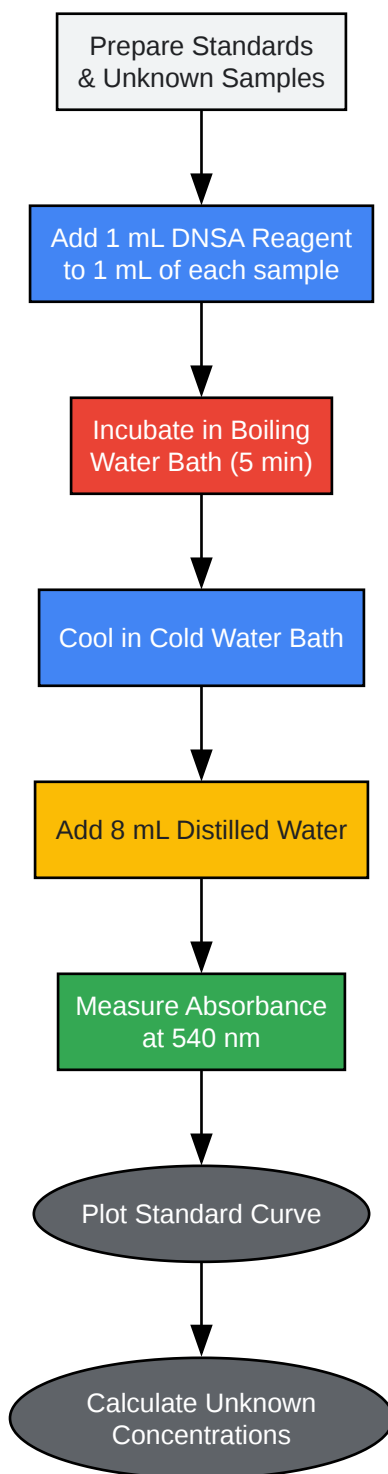 Prepare Standards
& Unknown Samples
Add 1 mL DNSA Reagent
to 1 mL of each sample
Incubate in Boiling
Water Bath (5 min)
Cool in Cold Water Bath
Add 8 mL Distilled Water
Measure Absorbance
at 540 nm
Plot Standard Curve
Calculate Unknown
Concentrations